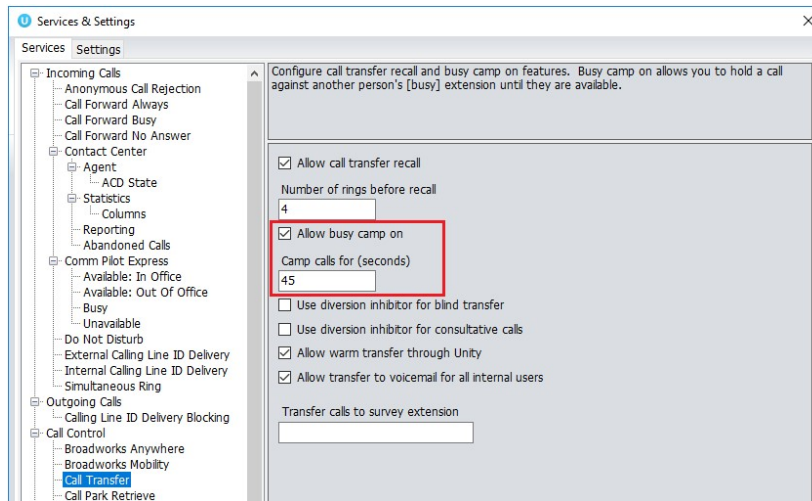 Services & Settings
Services Settings
Incoming Calls
Anonymous Call Rejection
Call Forward Always
Call Forward Busy
Call Forward No Answer
Contact Center
Agent
ACD State
Statistics
Columns
Reporting
Abandoned Calls
Comm Pilot Express
Available: In Office
Available: Out Of Office
Busy
Unavailable
Do Not Disturb
External Calling Line ID Delivery
Internal Calling Line ID Delivery
Simultaneous Ring
Outgoing Calls
Calling Line ID Delivery Blocking
Call Control
Broadworks Anywhere
Broadworks Mobility
Call Transfer
Call Park Retrieve
Configure call transfer recall and busy camp on features. Busy camp on allows you to hold a call
against another person's [busy] extension until they are available.
Allow call transfer recall
Number of rings before recall
4
Allow busy camp on
Camp calls for (seconds)
45
Use diversion inhibitor for blind transfer
Use diversion inhibitor for consultative calls
Allow warm transfer through Unity
Allow transfer to voicemail for all internal users
Transfer calls to survey extension